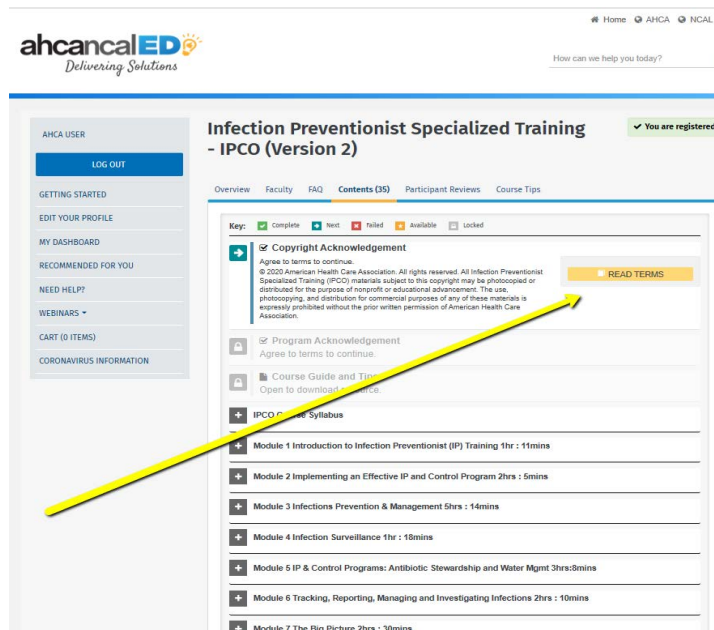 Home AHCA NCAL
ahcancalED
Delivering Solutions
How can we help you today?
AHCA USER
LOG OUT
GETTING STARTED
EDIT YOUR PROFILE
MY DASHBOARD
RECOMMENDED FOR YOU
NEED HELP?
WEBINARS
CART (0 ITEMS)
CORONAVIRUS INFORMATION
Infection Preventionist Specialized Training
- IPCO (Version 2)
You are registered
Overview Faculty FAQ Contents (35) Participant Reviews Course Tips
Key: Complete Next Failed Available Locked
Copyright Acknowledgement
Agree to terms to continue.
© 2020 American Health Care Association. All rights reserved. All Infection Preventionist
Specialized Training (IPCO) materials subject to this copyright may be photocopied or
distributed for the purpose of nonprofit or educational advancement. The use,
photocopying, and distribution for commercial purposes of any of these materials is
expressly prohibited without the prior written permission of American Health Care
Association.
READ TERMS
Program Acknowledgement
Agree to terms to continue.
Course Guide and Tips
Open to download resource.
IPCO Course Syllabus
Module 1 Introduction to Infection Preventionist (IP) Training 1hr : 11mins
Module 2 Implementing an Effective IP and Control Program 2hrs : 5mins
Module 3 Infections Prevention & Management 5hrs : 14mins
Module 4 Infection Surveillance 1hr : 18mins
Module 5 IP & Control Programs: Antibiotic Stewardship and Water Mgmt 3hrs:8mins
Module 6 Tracking, Reporting, Managing and Investigating Infections 2hrs : 10mins
Module 7 The Big Picture 2hrs : 30mins